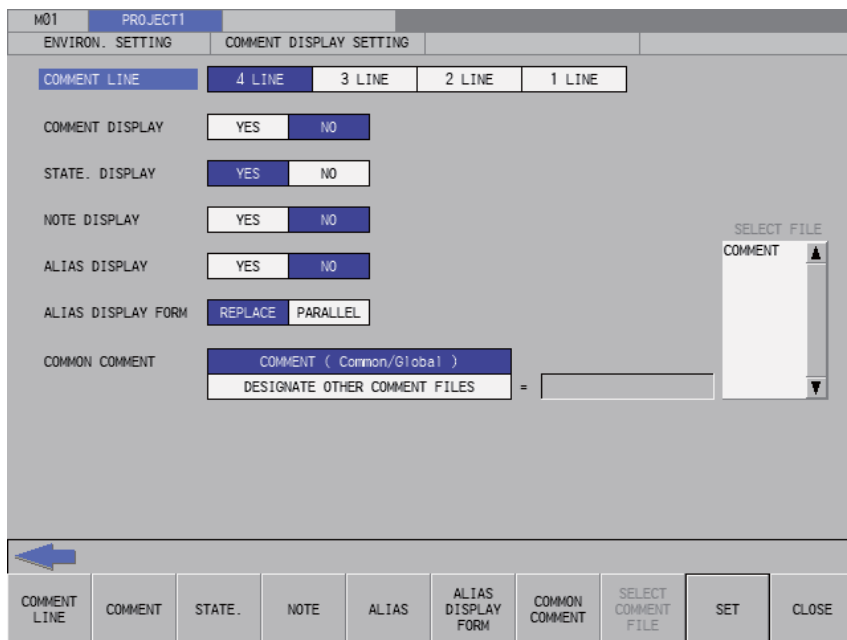 M01 PROJECT1
ENVIRON. SETTING COMMENT DISPLAY SETTING
COMMENT LINE 4 LINE 3 LINE 2 LINE 1 LINE
COMMENT DISPLAY YES NO
STATE. DISPLAY YES NO
NOTE DISPLAY YES NO
SELECT FILE
COMMENT
ALIAS DISPLAY YES NO
ALIAS DISPLAY FORM REPLACE PARALLEL
COMMON COMMENT COMMENT ( Common/Global )
DESIGNATE OTHER COMMENT FILES =
COMMENT LINE
COMMENT
STATE.
NOTE
ALIAS
ALIAS DISPLAY FORM
COMMON COMMENT
SELECT COMMENT FILE
SET
CLOSE